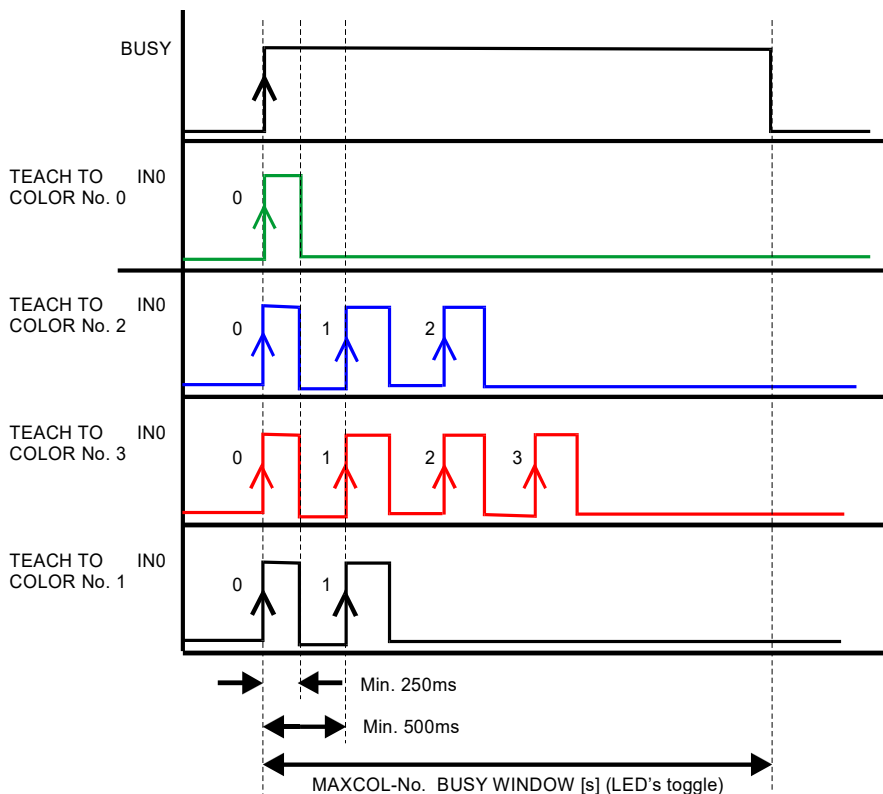 BUSY
TEACH TO IN0
COLOR No. 0
0
TEACH TO IN0
COLOR No. 2
0 1 2
TEACH TO IN0
COLOR No. 3
0 1 2 3
TEACH TO IN0
COLOR No. 1
0 1
Min. 250ms
Min. 500ms
MAXCOL-No. BUSY WINDOW [s] (LED's toggle)